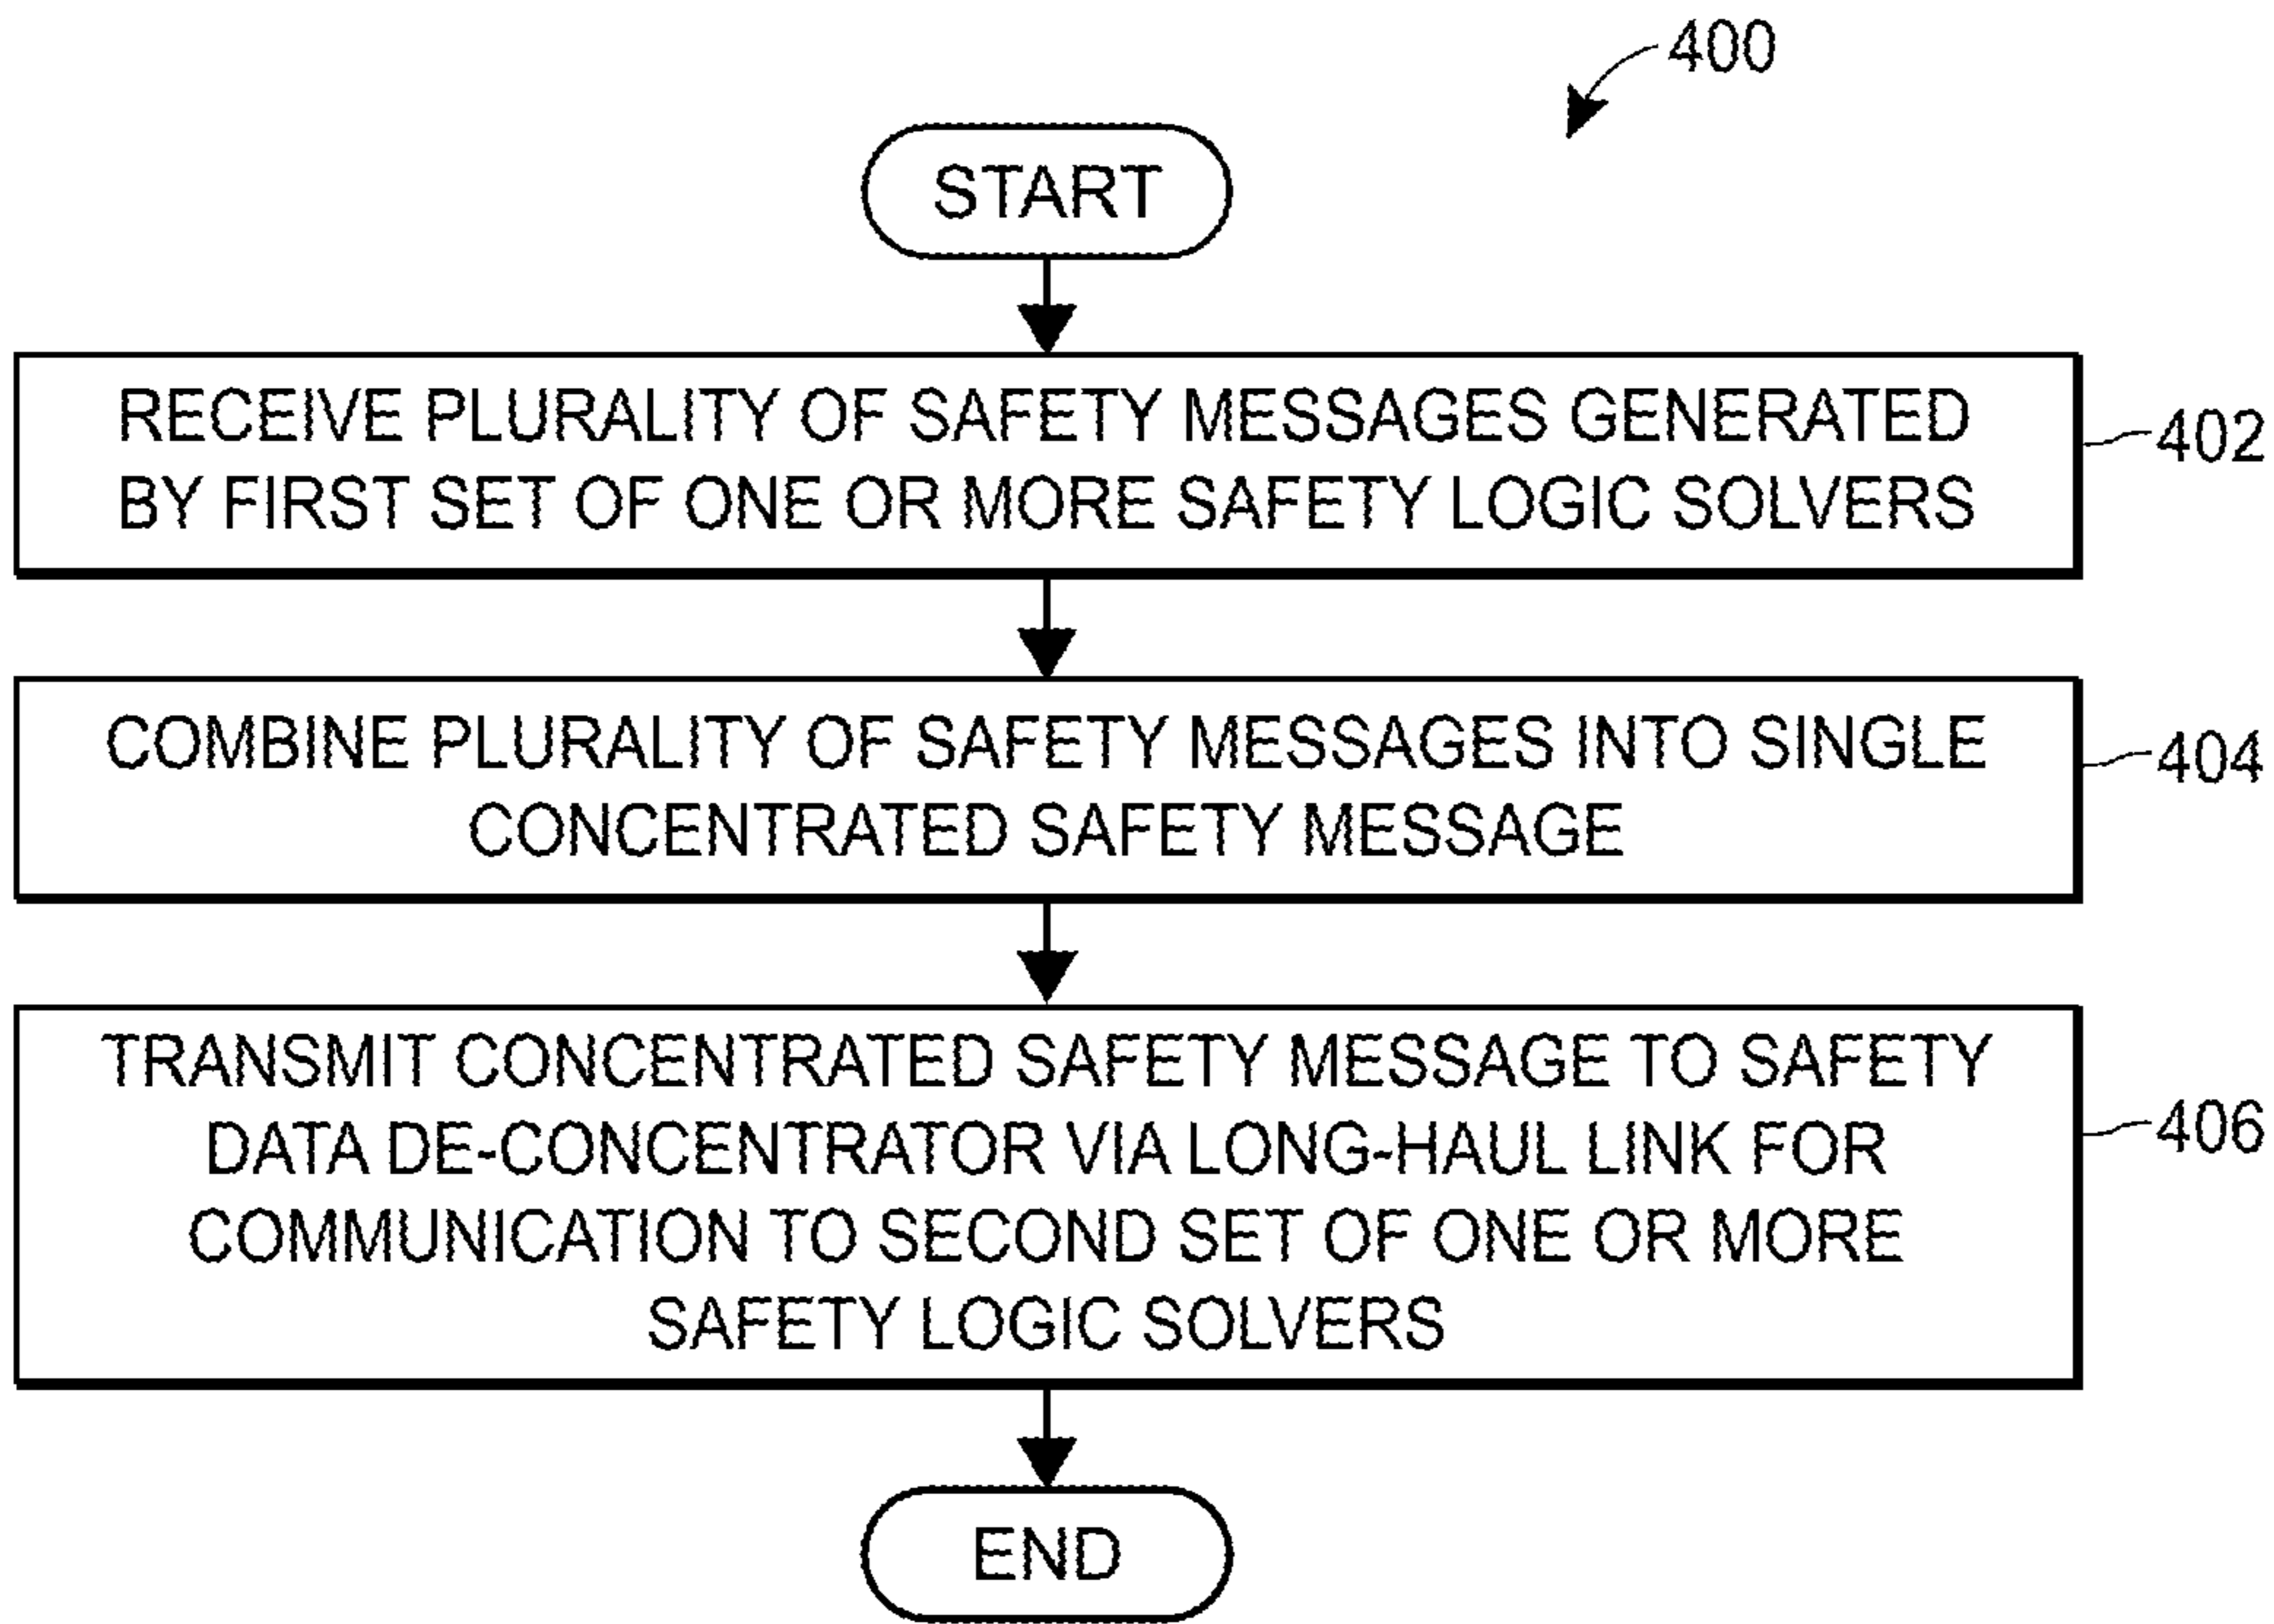 400
START
RECEIVE PLURALITY OF SAFETY MESSAGES GENERATED
BY FIRST SET OF ONE OR MORE SAFETY LOGIC SOLVERS
402
COMBINE PLURALITY OF SAFETY MESSAGES INTO SINGLE
CONCENTRATED SAFETY MESSAGE
404
TRANSMIT CONCENTRATED SAFETY MESSAGE TO SAFETY
DATA DE-CONCENTRATOR VIA LONG-HAUL LINK FOR
COMMUNICATION TO SECOND SET OF ONE OR MORE
SAFETY LOGIC SOLVERS
406
END